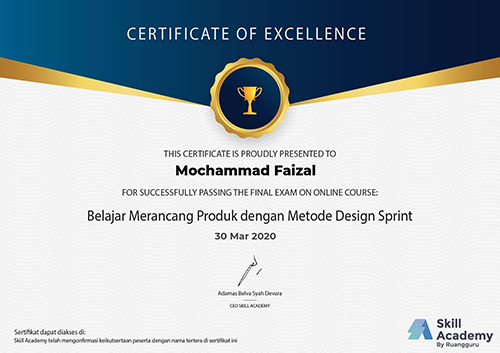 CERTIFICATE OF EXCELLENCE
THIS CERTIFICATE IS PROUDLY PRESENTED TO
Mochammad Faizal
FOR SUCCESSFULLY PASSING THE FINAL EXAM ON ONLINE COURSE:
Belajar Merancang Produk dengan Metode Design Sprint
30 Mar 2020
Adamas Belva Syah Devara
CEO SKILL ACADEMY
Sertifikat dapat diakses di:
Skill Academy telah mengonfirmasi keikutsertaan peserta dengan nama tertera di sertifikat ini
Skill
Academy
By Ruangguru